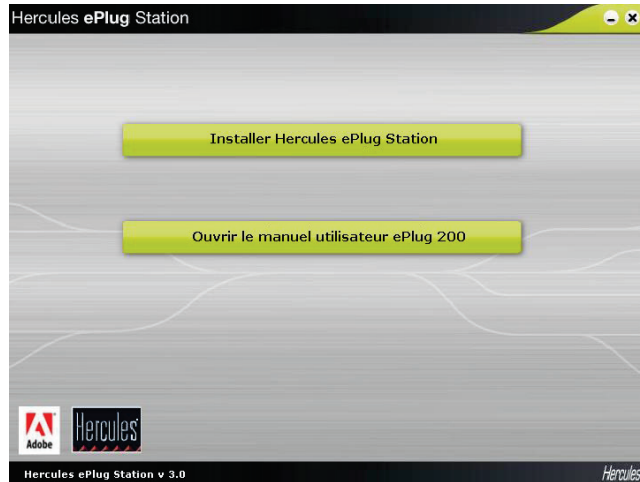 Hercules ePlug Station
Installer Hercules ePlug Station
Ouvrir le manuel utilisateur ePlug 200
Adobe
Hercules
Hercules ePlug Station v 3.0
Hercules